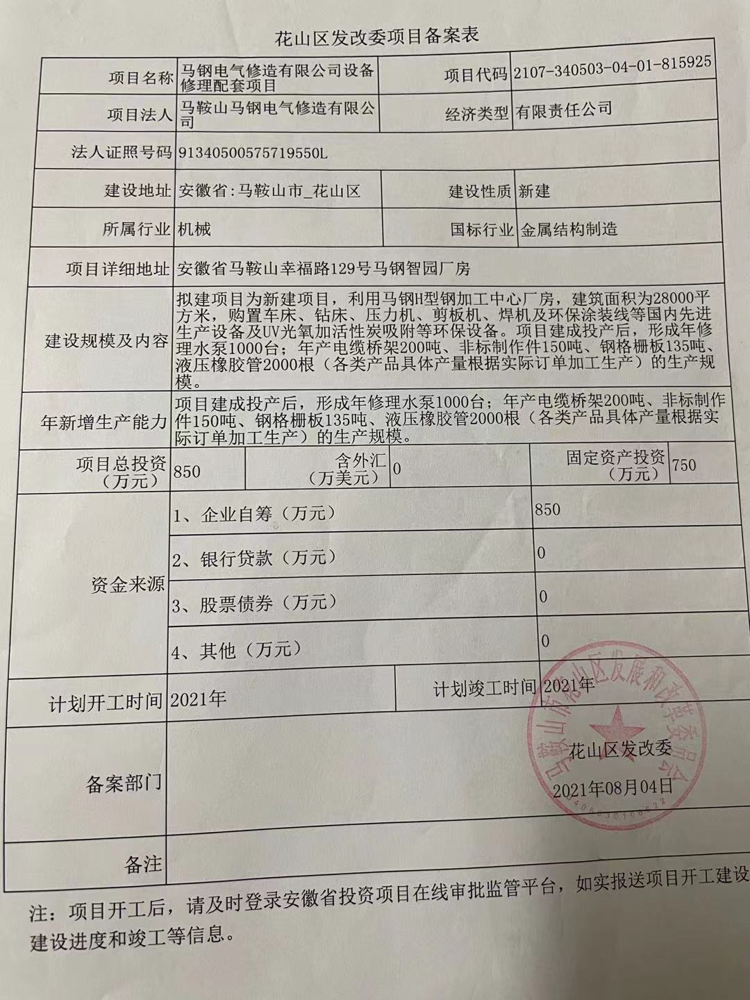 花山区发改委项目备案表
项目名称
马钢电气修造有限公司设备
修理配套项目
项目代码
2107-340503-04-01-815925
项目法人
马鞍山马钢电气修造有限公
司
经济类型
有限责任公司
法人证照号码
91340500575719550L
建设地址
安徽省:马鞍山市_花山区
建设性质
新建
所属行业
机械
国标行业
金属结构制造
项目详细地址
安徽省马鞍山幸福路129号马钢智园厂房
建设规模及内容
拟建项目为新建项目，利用马钢H型钢加工中心厂房，建筑面积为28000平
方米，购置车床、钻床、压力机、剪板机、焊机及环保涂装线等国内先进
生产设备及UV光氧加活性炭吸附等环保设备。项目建成投产后，形成年修
理水泵1000台；年产电缆桥架200吨、非标制作件150吨、钢格栅板135吨、
液压橡胶管2000根（各类产品具体产量根据实际订单加工生产）的生产规
模。
年新增生产能力
项目建成投产后，形成年修理水泵1000台；年产电缆桥架200吨、非标制作
件150吨、钢格栅板135吨、液压橡胶管2000根（各类产品具体产量根据实
际订单加工生产）的生产规模。
项目总投资
（万元）
850
含外汇
（万美元）
0
固定资产投资
（万元）
750
资金来源
1、企业自筹（万元）
850
2、银行贷款（万元）
0
3、股票债券（万元）
0
4、其他（万元）
0
计划开工时间
2021年
计划竣工时间
2021年
备案部门
马鞍山市花山区发展和改革委员会
花山区发改委
2021年08月04日
备注
注：项目开工后，请及时登录安徽省投资项目在线审批监管平台，如实报送项目开工建设
建设进度和竣工等信息。